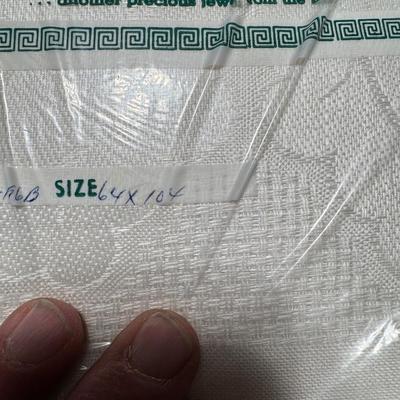 ... another precious jewel from the
SIZE 64 X 104